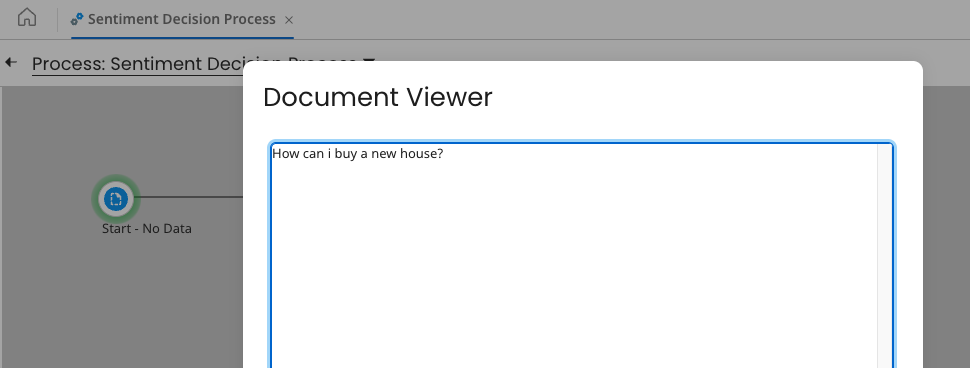 Sentiment Decision Process
Process: Sentiment Decision Process
Document Viewer
How can i buy a new house?
Start - No Data